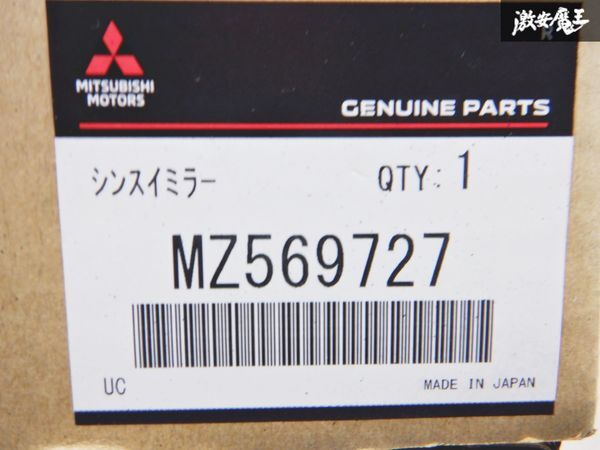 激安魔王
MITSUBISHI
MOTORS
GENUINE PARTS
シンスイミラー QTY: 1
MZ569727
UC MADE IN JAPAN